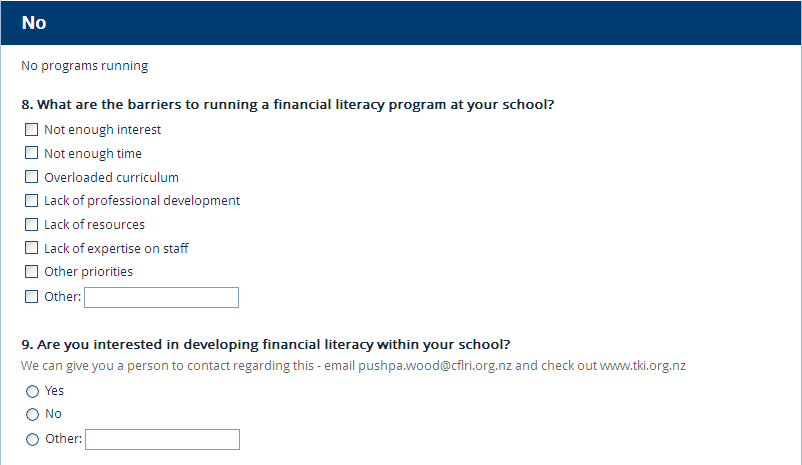 No
No programs running
8. What are the barriers to running a financial literacy program at your school?
Not enough interest
Not enough time
Overloaded curriculum
Lack of professional development
Lack of resources
Lack of expertise on staff
Other priorities
Other:
9. Are you interested in developing financial literacy within your school?
We can give you a person to contact regarding this - email pushpa.wood@cflri.org.nz and check out www.tki.org.nz
Yes
No
Other: